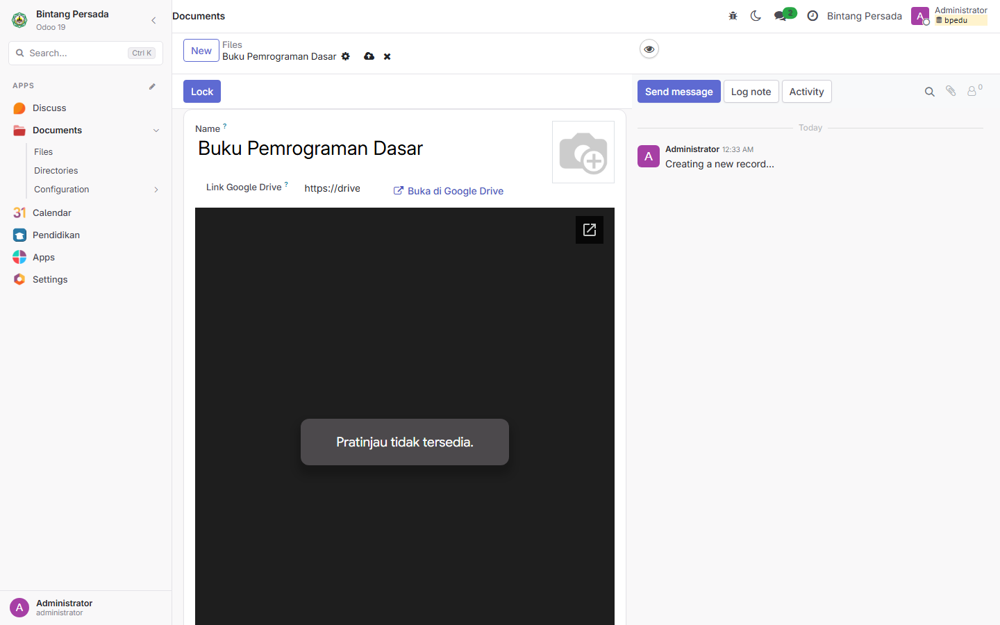 Bintang Persada
Odoo 19
Search...
Ctrl K
APPS
Discuss
Documents
Files
Directories
Configuration
31 Calendar
Pendidikan
Apps
Settings
A Administrator
administrator
Documents
2
Bintang Persada
A Administrator
bpedu
New
Files
Buku Pemrograman Dasar
Lock
Send message
Log note
Activity
0
Name ?
Buku Pemrograman Dasar
Link Google Drive ?
https://drive
Buka di Google Drive
Pratinjau tidak tersedia.
Today
A Administrator 12:33 AM
Creating a new record...